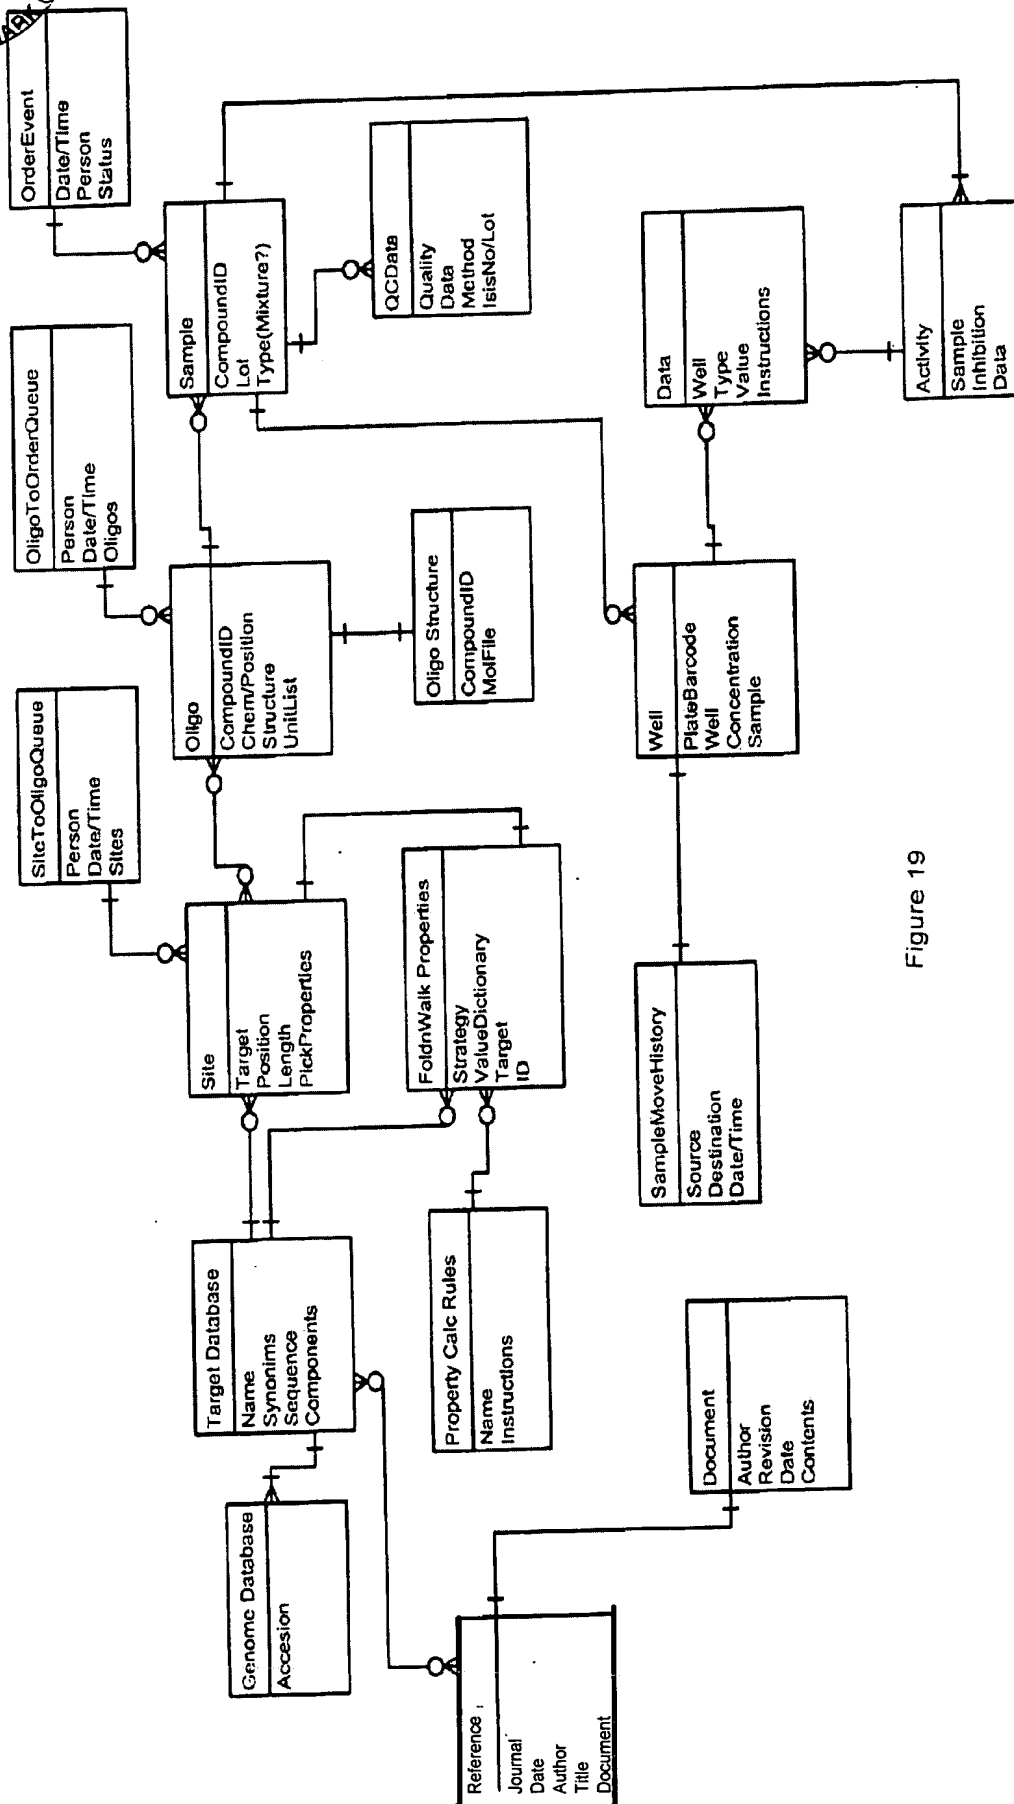 OrderEvent
Date/Time
Person
Status
OligoToOrderQueue
Person
Date/Time
Oligos
SiteToOligoQueue
Person
Date/Time
Sites
Sample
CompoundID
Lot
Type(Mixture?)
QCData
Quality
Data
Method
IsisNo/Lot
Oligo
CompoundID
Chem/Position
Structure
UnitList
Oligo Structure
CompoundID
MolFile
Site
Target
Position
Length
PickProperties
FoldnWalk Properties
Strategy
ValueDictionary
Target
ID
Target Database
Name
Synonims
Sequence
Components
Genome Database
Accesion
Property Calc Rules
Name
Instructions
Reference
Journal
Date
Author
Title
Document
Document
Author
Revision
Date
Contents
SampleMoveHistory
Source
Destination
Date/Time
Well
PlateBarcode
Well
Concentration
Sample
Data
Well
Type
Value
Instructions
Activity
Sample
Inhibition
Data
Figure 19